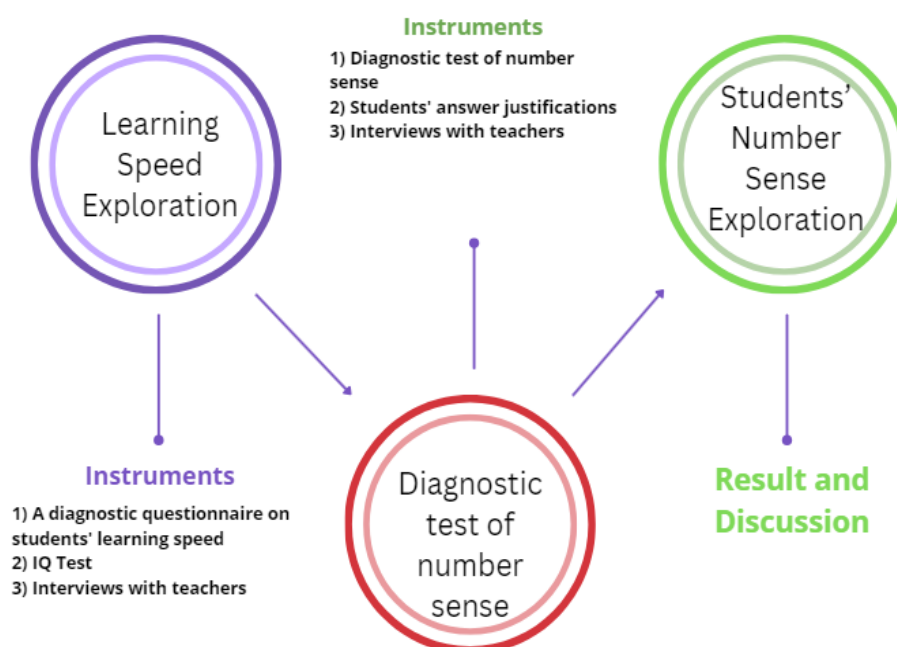 Learning
Speed
Exploration
Instruments
1) A diagnostic questionnaire on
students' learning speed
2) IQ Test
3) Interviews with teachers
Instruments
1) Diagnostic test of number
sense
2) Students' answer justifications
3) Interviews with teachers
Diagnostic
test of
number
sense
Students’
Number
Sense
Exploration
Result and
Discussion